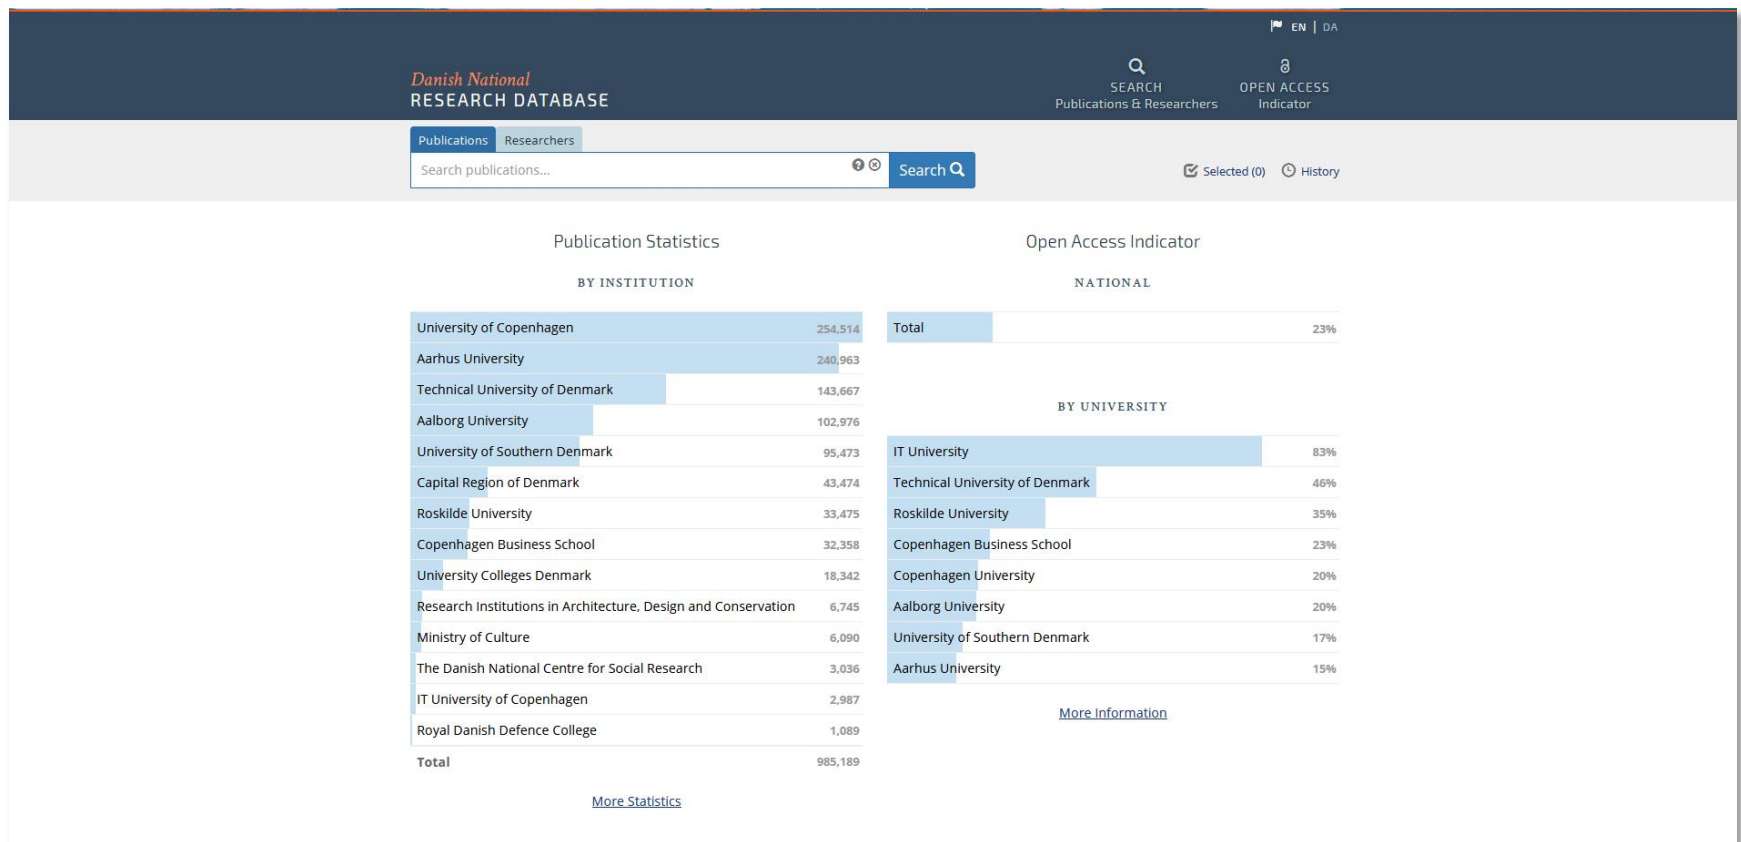 EN | DA
Danish National
RESEARCH DATABASE
SEARCH
Publications & Researchers
OPEN ACCESS
Indicator
Publications Researchers
Search publications...
Search
Selected (0) History
Publication Statistics
BY INSTITUTION
University of Copenhagen 254,514
Aarhus University 240,963
Technical University of Denmark 143,667
Aalborg University 102,976
University of Southern Denmark 95,473
Capital Region of Denmark 43,474
Roskilde University 33,475
Copenhagen Business School 32,358
University Colleges Denmark 18,342
Research Institutions in Architecture, Design and Conservation 6,745
Ministry of Culture 6,090
The Danish National Centre for Social Research 3,036
IT University of Copenhagen 2,987
Royal Danish Defence College 1,089
Total 985,189
More Statistics
Open Access Indicator
NATIONAL
Total 23%
BY UNIVERSITY
IT University 83%
Technical University of Denmark 46%
Roskilde University 35%
Copenhagen Business School 23%
Copenhagen University 20%
Aalborg University 20%
University of Southern Denmark 17%
Aarhus University 15%
More Information